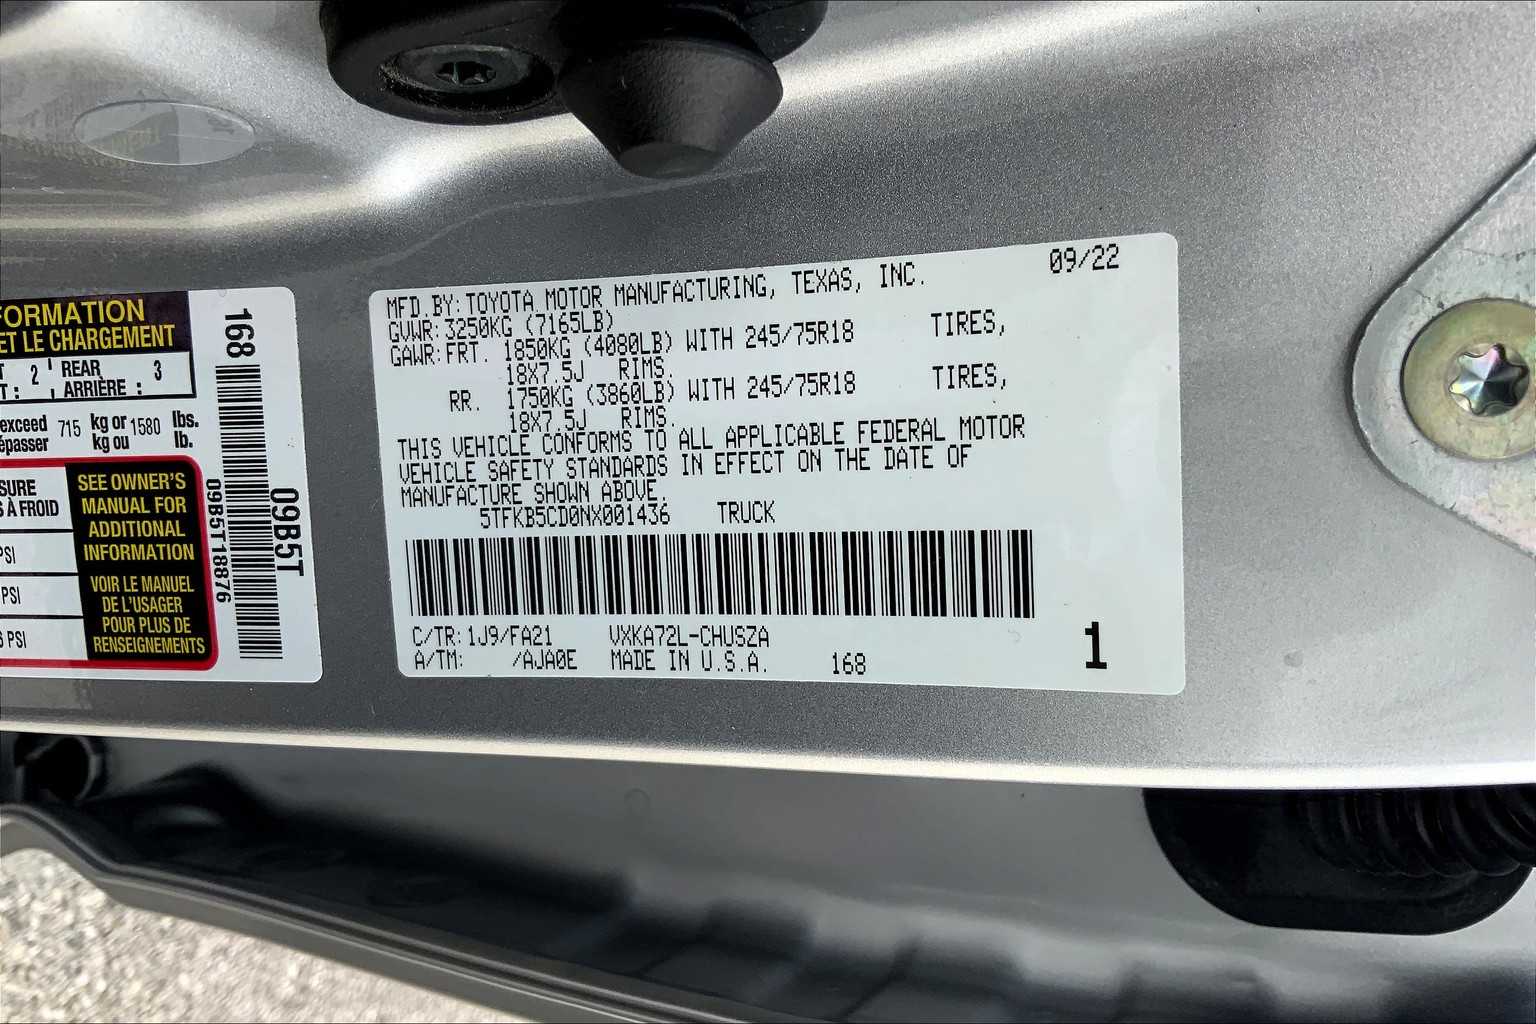 FORMATION
ET LE CHARGEMENT
T 2 REAR 3
T : ARRIÈRE :
exceed 715 kg or 1580 lbs.
épasser kg ou lb.
SURE
S À FROID
PSI
PSI
6 PSI
SEE OWNER'S
MANUAL FOR
ADDITIONAL
INFORMATION
VOIR LE MANUEL
DE L'USAGER
POUR PLUS DE
RENSEIGNEMENTS
168
09B5T18876
09B5T
09/22
MFD.BY: TOYOTA MOTOR MANUFACTURING, TEXAS, INC.
GVWR: 3250KG (7165LB)
GAWR: FRT. 1850KG (4080LB) WITH 245/75R18 TIRES,
18X7.5J RIMS.
RR. 1750KG (3860LB) WITH 245/75R18 TIRES,
18X7.5J RIMS.
THIS VEHICLE CONFORMS TO ALL APPLICABLE FEDERAL MOTOR
VEHICLE SAFETY STANDARDS IN EFFECT ON THE DATE OF
MANUFACTURE SHOWN ABOVE.
5TFKB5CD0NX001436 TRUCK
C/TR: 1J9/FA21 VXKA72L-CHUSZA
A/TM: /AJA0E MADE IN U.S.A. 168
1